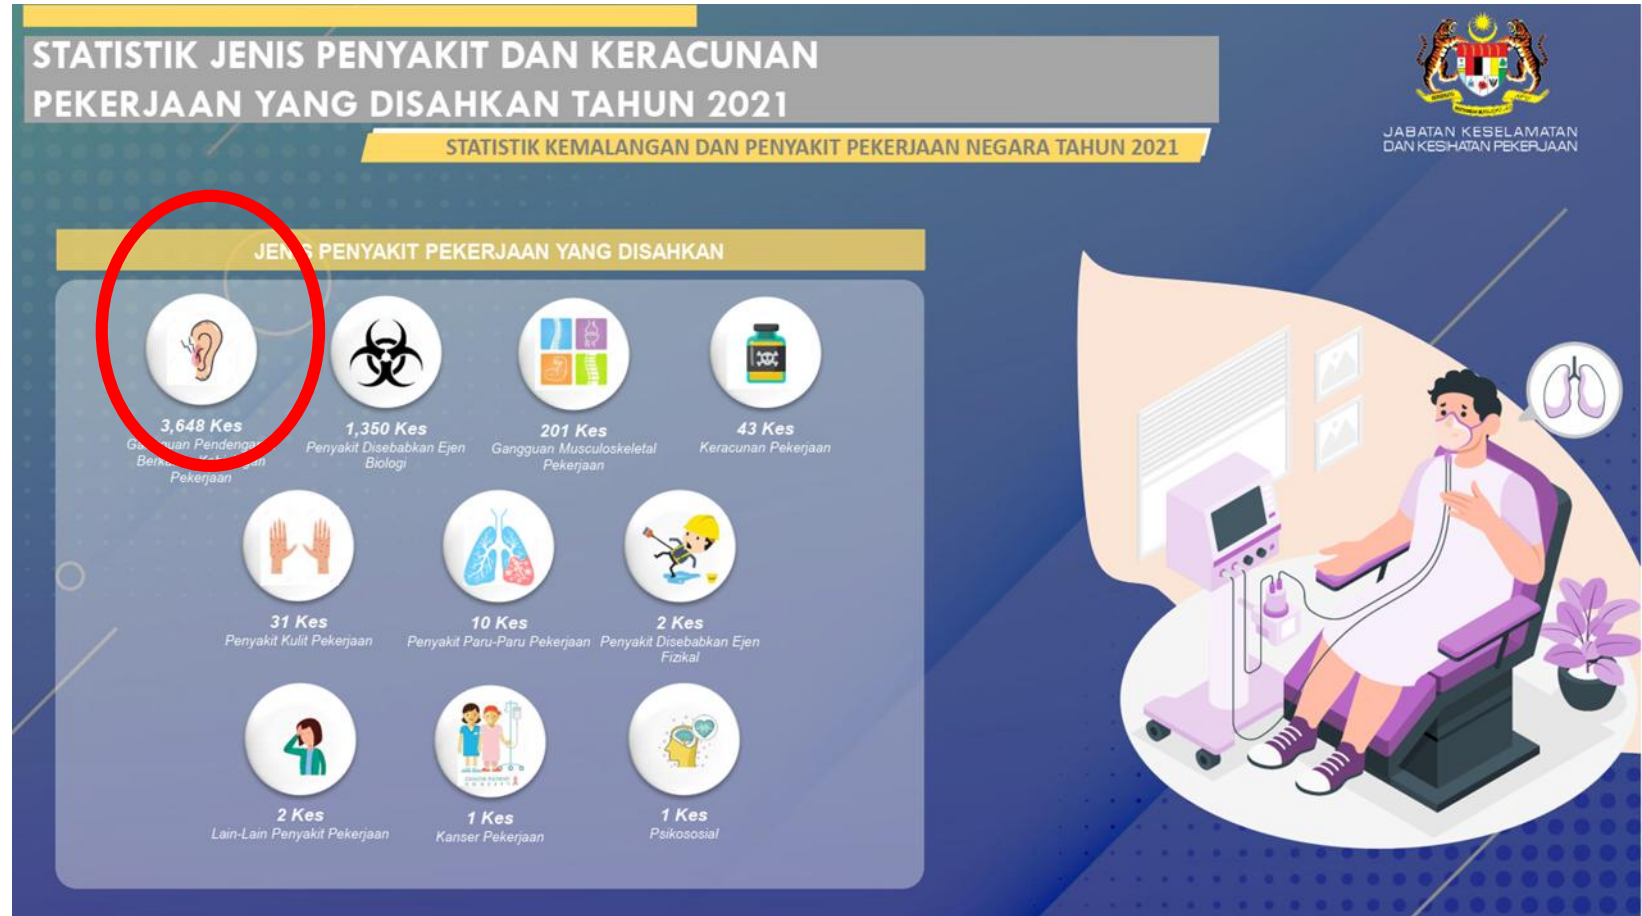 STATISTIK JENIS PENYAKIT DAN KERACUNAN
PEKERJAAN YANG DISAHKAN TAHUN 2021
STATISTIK KEMALANGAN DAN PENYAKIT PEKERJAAN NEGARA TAHUN 2021
JABATAN KESELAMATAN
DAN KESIHATAN PEKERJAAN
JENIS PENYAKIT PEKERJAAN YANG DISAHKAN
3,648 Kes
Gangguan Pendengaran
Pekerjaan
1,350 Kes
Penyakit Disebabkan Ejen
Biologi
201 Kes
Gangguan Musculoskeletal
Pekerjaan
43 Kes
Keracunan Pekerjaan
31 Kes
Penyakit Kulit Pekerjaan
10 Kes
Penyakit Paru-Paru Pekerjaan
2 Kes
Penyakit Disebabkan Ejen
Fizikal
2 Kes
Lain-Lain Penyakit Pekerjaan
1 Kes
Kanser Pekerjaan
1 Kes
Psikososial